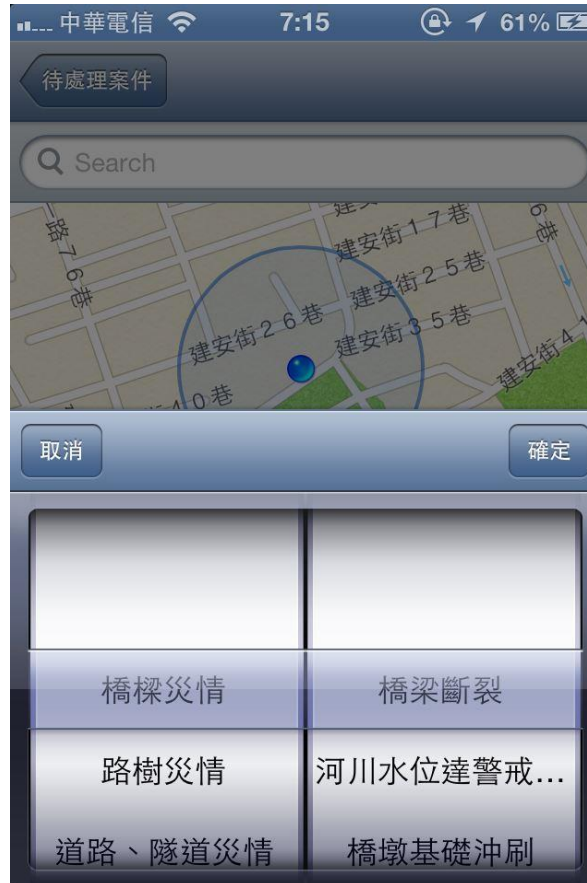 中華電信 7:15 61%
待處理案件
Search
建安街17巷
建安街25巷
建安街26巷
建安街35巷
一路76巷
40巷
6巷
建安街41
取消 確定
橋樑災情 橋梁斷裂
路樹災情 河川水位達警戒...
道路、隧道災情 橋墩基礎沖刷